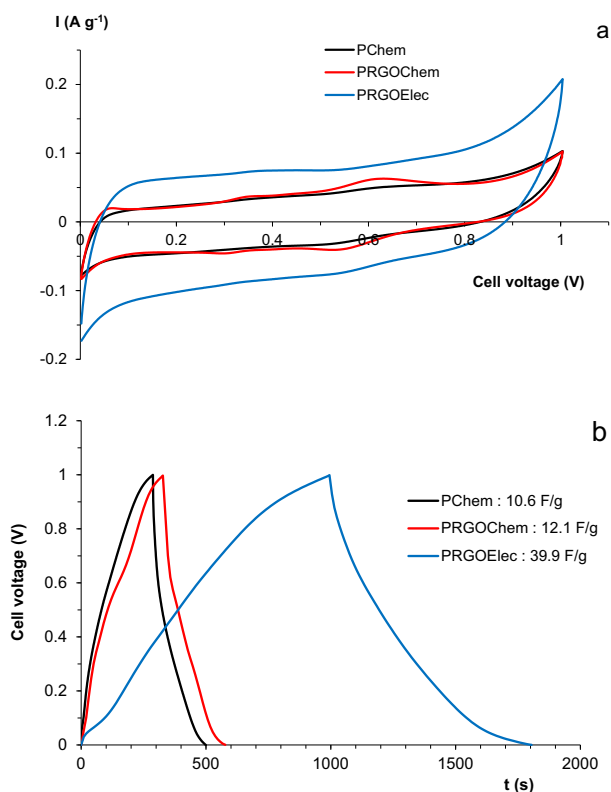 I (A g⁻¹)
a
PChem
PRGOChem
PRGOElec
0.2
0.1
0
-0.1
-0.2
0 0.2 0.4 0.6 0.8 1
Cell voltage (V)
b
1.2
1
0.8
0.6
0.4
0.2
0
Cell voltage (V)
PChem : 10.6 F/g
PRGOChem : 12.1 F/g
PRGOElec : 39.9 F/g
0 500 1000 1500 2000
t (s)